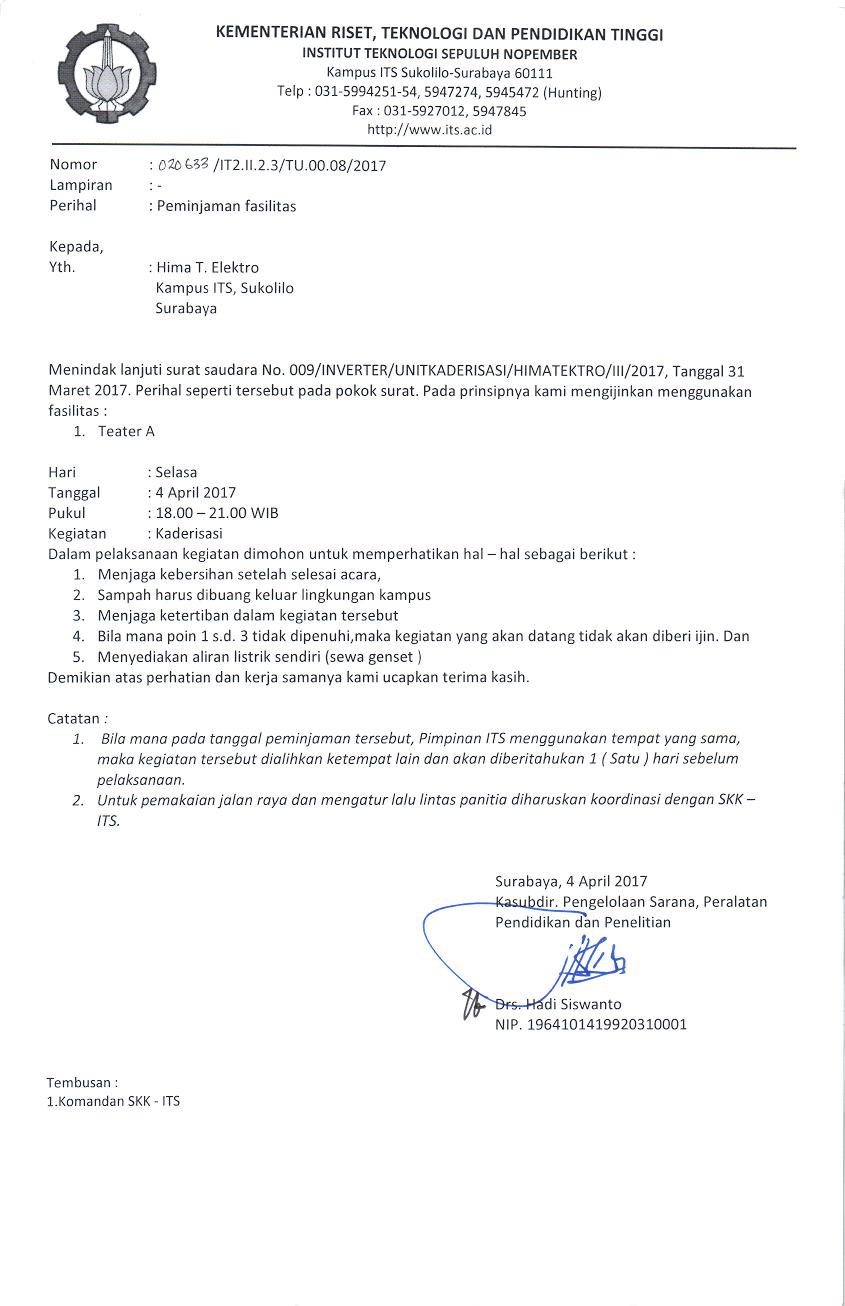 KEMENTERIAN RISET, TEKNOLOGI DAN PENDIDIKAN TINGGI
INSTITUT TEKNOLOGI SEPULUH NOPEMBER
Kampus ITS Sukolilo-Surabaya 60111
Telp : 031-5994251-54, 5947274, 5945472 (Hunting)
Fax : 031-5927012, 5947845
http://www.its.ac.id
Nomor : 020633 /IT2.II.2.3/TU.00.08/2017
Lampiran : -
Perihal : Peminjaman fasilitas
Kepada,
Yth. : Hima T. Elektro
Kampus ITS, Sukolilo
Surabaya
Menindak lanjuti surat saudara No. 009/INVERTER/UNITKADERISASI/HIMATEKTRO/III/2017, Tanggal 31
Maret 2017. Perihal seperti tersebut pada pokok surat. Pada prinsipnya kami mengijinkan menggunakan
fasilitas :
1. Teater A
Hari : Selasa
Tanggal : 4 April 2017
Pukul : 18.00 – 21.00 WIB
Kegiatan : Kaderisasi
Dalam pelaksanaan kegiatan dimohon untuk memperhatikan hal – hal sebagai berikut :
1. Menjaga kebersihan setelah selesai acara,
2. Sampah harus dibuang keluar lingkungan kampus
3. Menjaga ketertiban dalam kegiatan tersebut
4. Bila mana poin 1 s.d. 3 tidak dipenuhi,maka kegiatan yang akan datang tidak akan diberi ijin. Dan
5. Menyediakan aliran listrik sendiri (sewa genset )
Demikian atas perhatian dan kerja samanya kami ucapkan terima kasih.
Catatan :
1. Bila mana pada tanggal peminjaman tersebut, Pimpinan ITS menggunakan tempat yang sama,
maka kegiatan tersebut dialihkan ketempat lain dan akan diberitahukan 1 ( Satu ) hari sebelum
pelaksanaan.
2. Untuk pemakaian jalan raya dan mengatur lalu lintas panitia diharuskan koordinasi dengan SKK –
ITS.
Surabaya, 4 April 2017
Kasubdir. Pengelolaan Sarana, Peralatan
Pendidikan dan Penelitian
Drs. Hadi Siswanto
NIP. 1964101419920310001
Tembusan :
1.Komandan SKK - ITS